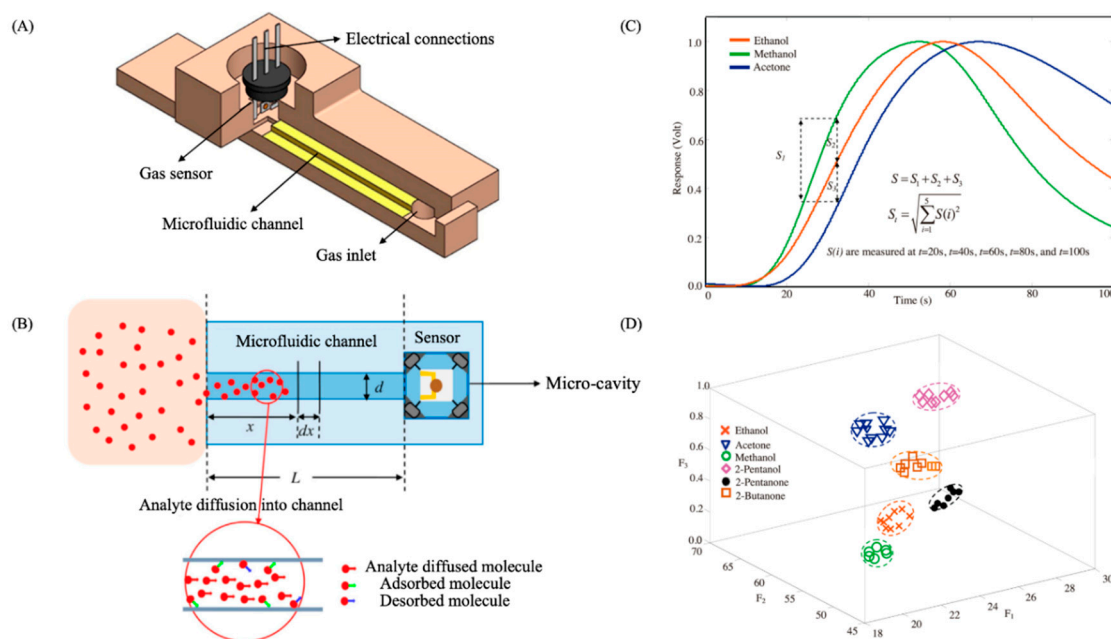 (A)
Electrical connections
Gas sensor
Microfluidic channel
Gas inlet
(B)
Microfluidic channel
Sensor
d
Micro-cavity
x
dx
L
Analyte diffusion into channel
Analyte diffused molecule
Adsorbed molecule
Desorbed molecule
(C)
Ethanol
Methanol
Acetone
Response (Volt)
1.0
0.8
0.6
0.4
0.2
0.0
S₁
S₂
S₃
S = S₁ + S₂ + S₃
Sₜ = √∑ᵢ₌₁⁵ S(i)²
S(i) are measured at t=20s, t=40s, t=60s, t=80s, and t=100s
0 20 40 60 80 100
Time (s)
(D)
Ethanol
Acetone
Methanol
2-Pentanol
2-Pentanone
2-Butanone
F₃
1.0
0.8
0.6
0.4
0.2
0.0
70 65 60 55 50 45
F₂
18 20 22 24 26 28 30
F₁